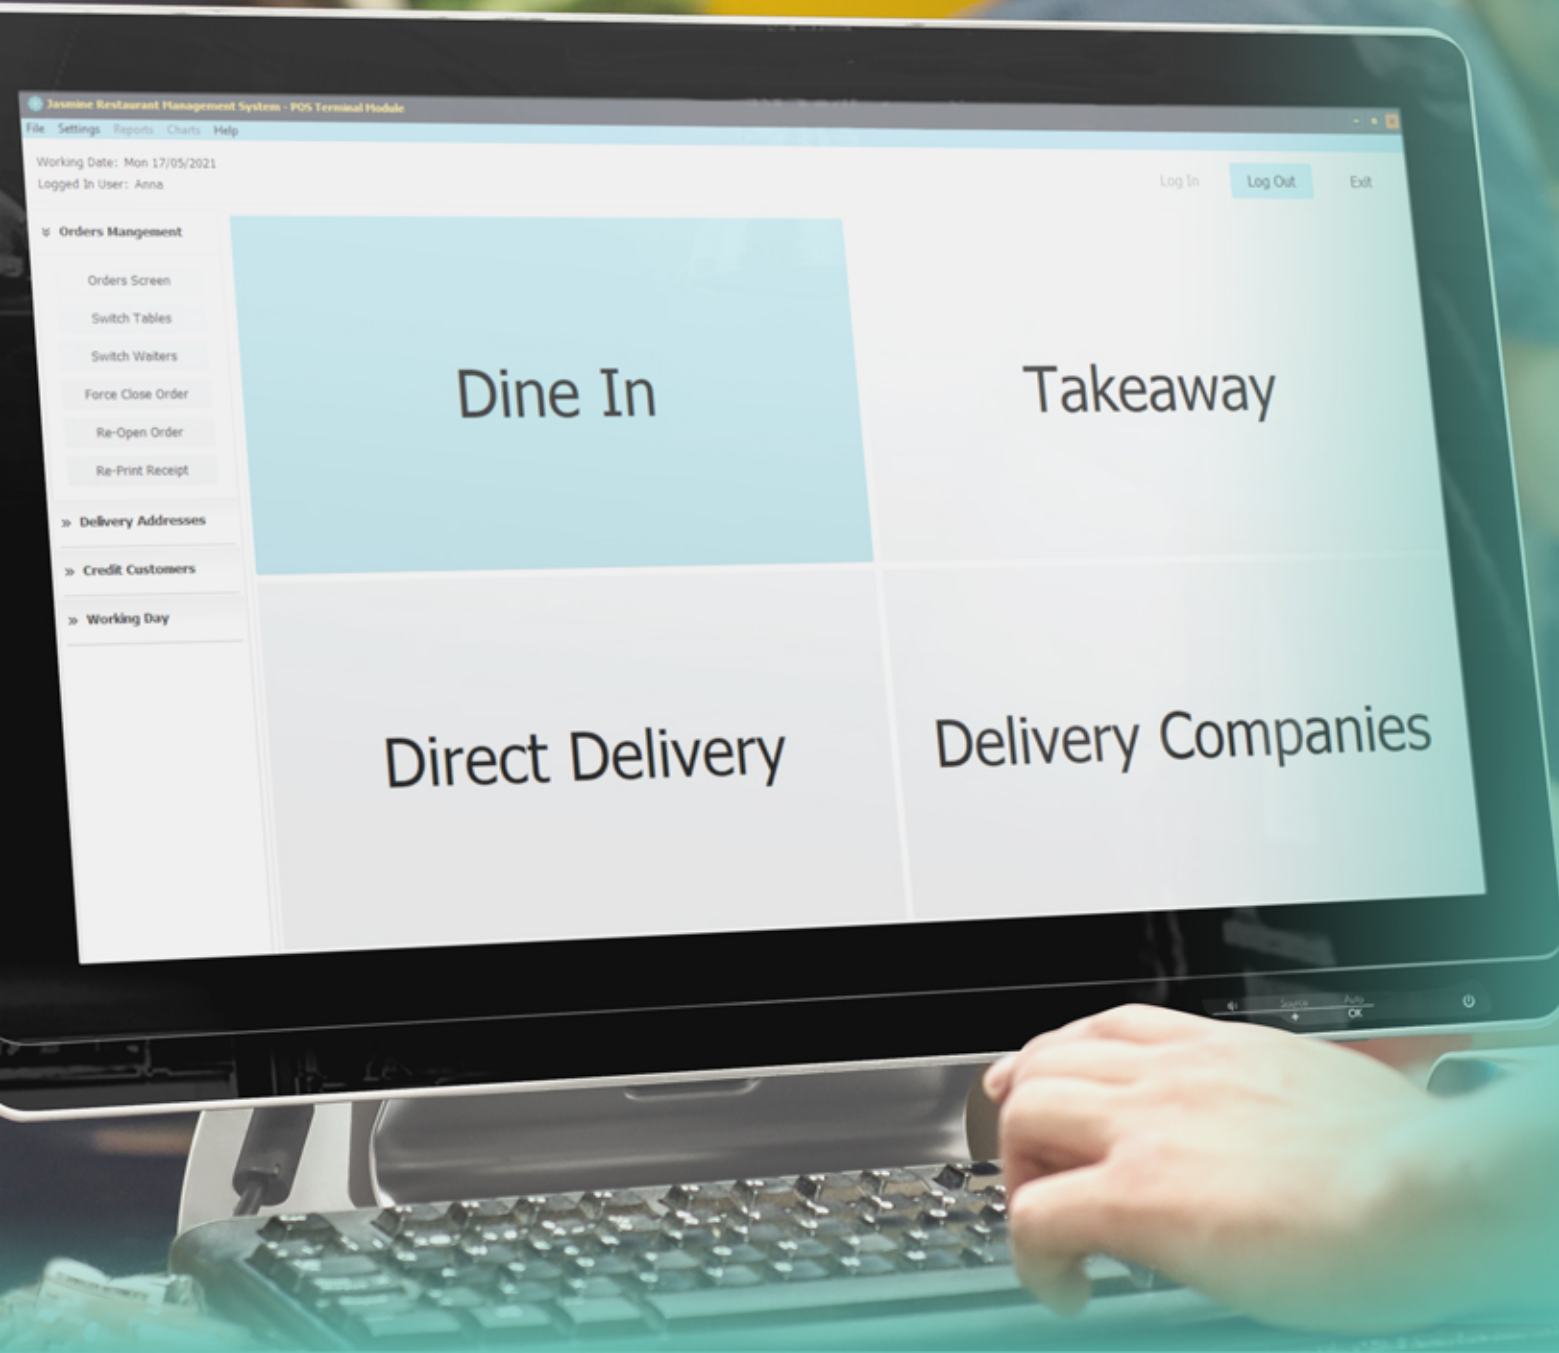 Jasmine Restaurant Management System - POS Terminal Module
File Settings Reports Charts Help
Working Date: Mon 17/05/2021
Logged In User: Anna
Log In Log Out Exit
Orders Mangement
Orders Screen
Switch Tables
Switch Waiters
Force Close Order
Re-Open Order
Re-Print Receipt
Delivery Addresses
Credit Customers
Working Day
Dine In
Takeaway
Direct Delivery
Delivery Companies
Source Auto
OK